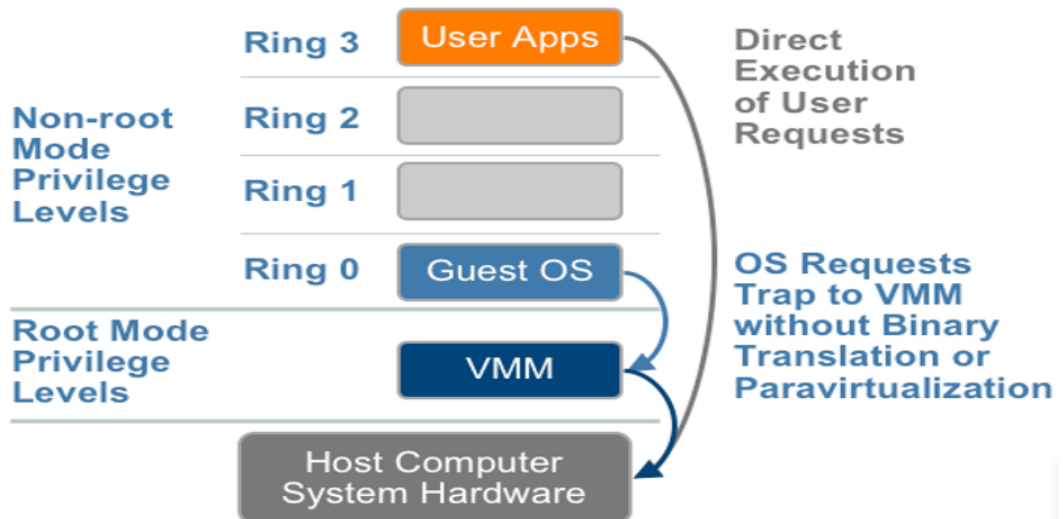 Ring 3
User Apps
Direct
Execution
of User
Requests
Non-root
Mode
Privilege
Levels
Ring 2
Ring 1
Ring 0
Guest OS
OS Requests
Trap to VMM
without Binary
Translation or
Paravirtualization
Root Mode
Privilege
Levels
VMM
Host Computer
System Hardware